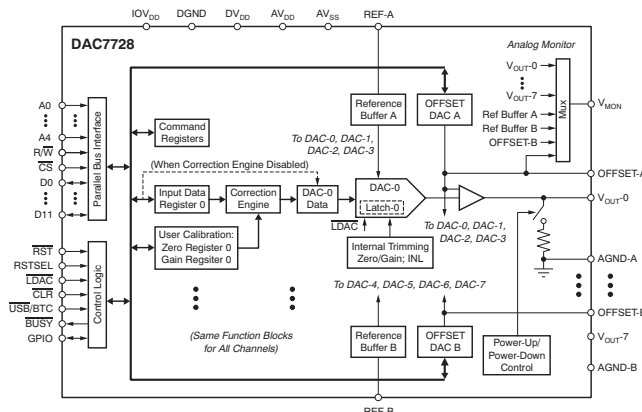 IOVDD DGND DVDD AVDD AVSS REF-A
DAC7728
Analog Monitor
VOUT-0
VOUT-7
Ref Buffer A
Ref Buffer B
OFFSET-B
Mux
VMON
A0
A4
R/W
CS
D0
D11
Parallel Bus Interface
Command
Registers
Reference
Buffer A
OFFSET
DAC A
To DAC-0, DAC-1,
DAC-2, DAC-3
(When Correction Engine Disabled)
Input Data
Register 0
Correction
Engine
DAC-0
Data
DAC-0
Latch-0
LDAC
OFFSET-A
VOUT-0
To DAC-0, DAC-1,
DAC-2, DAC-3
User Calibration:
Zero Register 0
Gain Regsiter 0
Internal Trimming
Zero/Gain; INL
AGND-A
RST
RSTSEL
LDAC
CLR
USB/BTC
BUSY
GPIO
Control Logic
To DAC-4, DAC-5, DAC-6, DAC-7
(Same Function Blocks
for All Channels)
Reference
Buffer B
OFFSET
DAC B
Power-Up/
Power-Down
Control
OFFSET-B
VOUT-7
AGND-B
REF-B